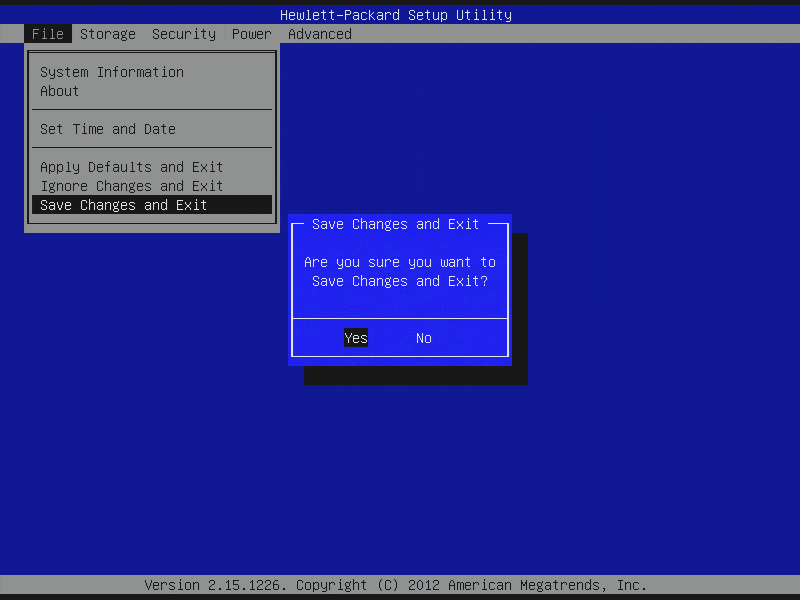 Hewlett-Packard Setup Utility
File Storage Security Power Advanced
System Information
About
Set Time and Date
Apply Defaults and Exit
Ignore Changes and Exit
Save Changes and Exit
Save Changes and Exit
Are you sure you want to
Save Changes and Exit?
Yes No
Version 2.15.1226. Copyright (C) 2012 American Megatrends, Inc.